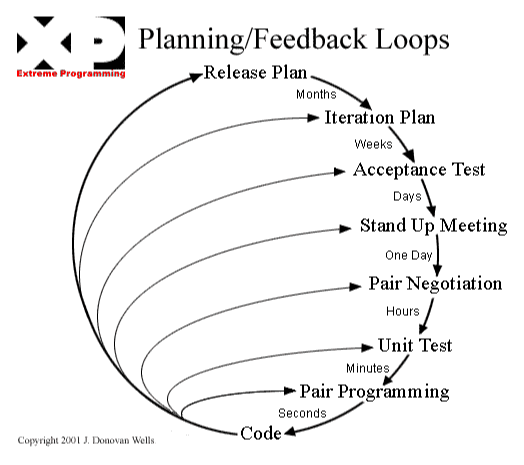 XP
Extreme Programming
Planning/Feedback Loops
Release Plan
Months
Iteration Plan
Weeks
Acceptance Test
Days
Stand Up Meeting
One Day
Pair Negotiation
Hours
Unit Test
Minutes
Pair Programming
Seconds
Code
Copyright 2001 J. Donovan Wells